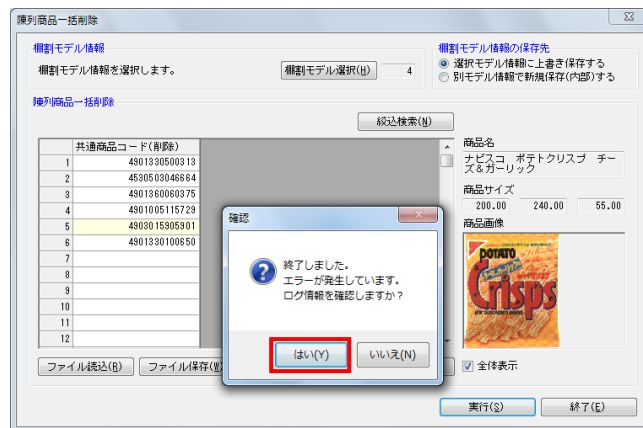 陳列商品一括削除
棚割モデル情報
棚割モデル情報を選択します。
棚割モデル選択(H)
4
棚割モデル情報の保存先
選択モデル情報に上書き保存する
別モデル情報で新規保存(内部)する
陳列商品一括削除
絞込検索(N)
共通商品コード(削除)
1 4901330500313
2 4530503046664
3 4901360060375
4 4901005115729
5 4903015905901
6 4901330100650
7
8
9
10
11
12
商品名
ナビスコ ポテトクリスプ チー
ズ&ガーリック
商品サイズ
200.00 240.00 55.00
商品画像
POTATO
Crisps
確認
終了しました。
エラーが発生しています。
ログ情報を確認しますか?
はい(Y)
いいえ(N)
ファイル読込(R)
ファイル保存(W)
全体表示
実行(S)
終了(E)